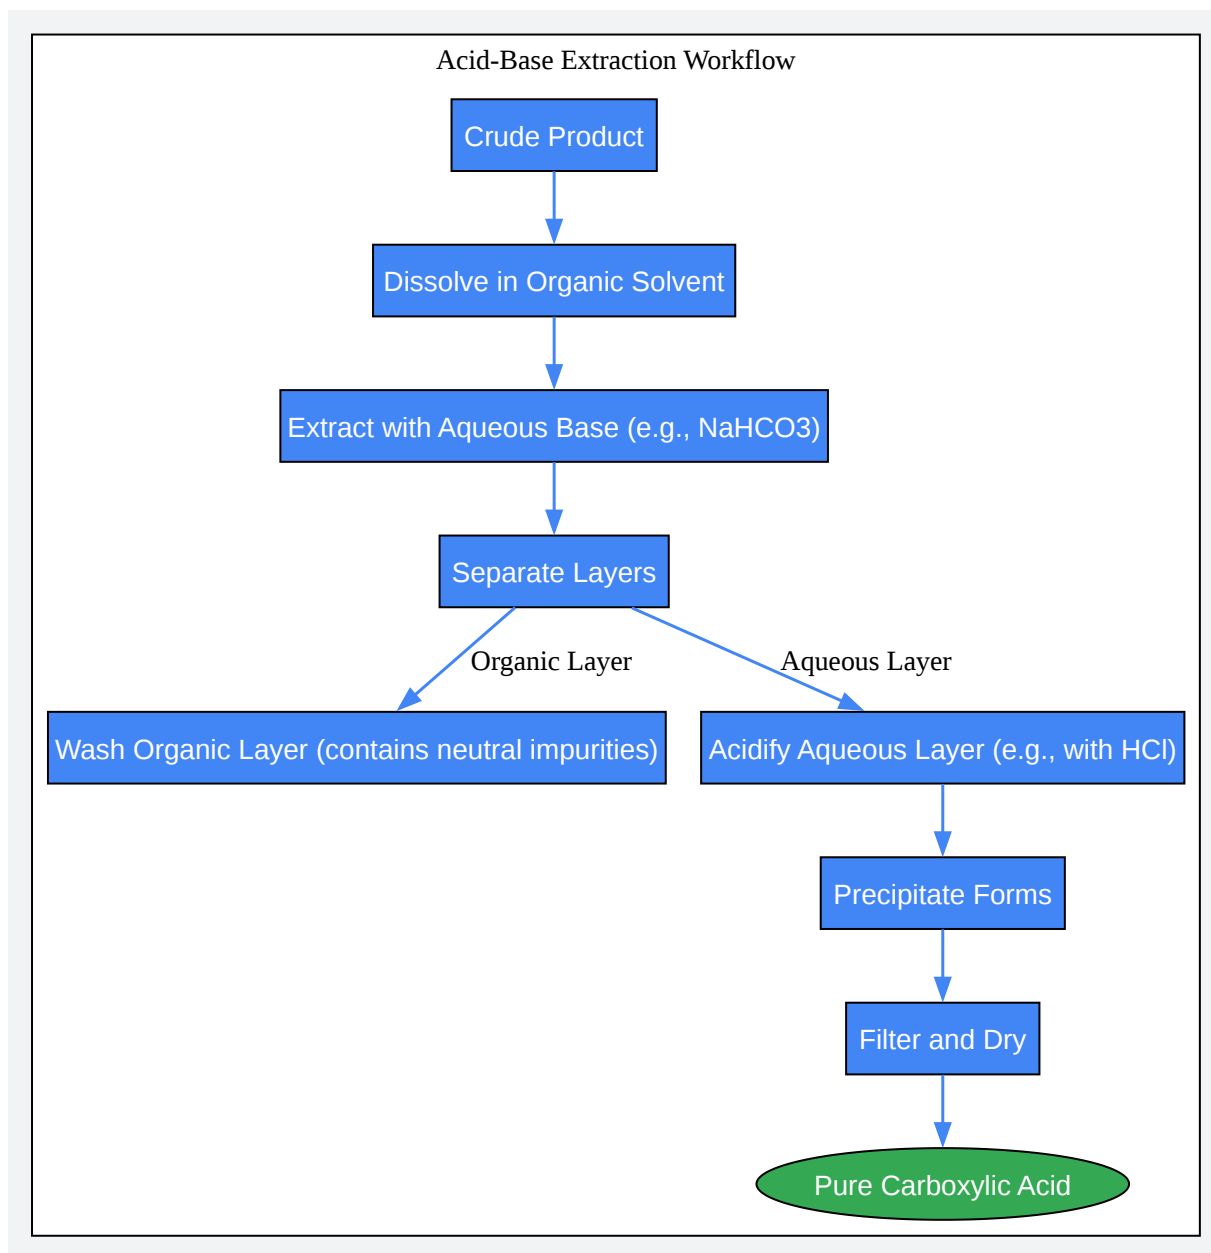 Acid-Base Extraction Workflow
Crude Product
Dissolve in Organic Solvent
Extract with Aqueous Base (e.g., NaHCO3)
Separate Layers
Organic Layer
Aqueous Layer
Wash Organic Layer (contains neutral impurities)
Acidify Aqueous Layer (e.g., with HCl)
Precipitate Forms
Filter and Dry
Pure Carboxylic Acid